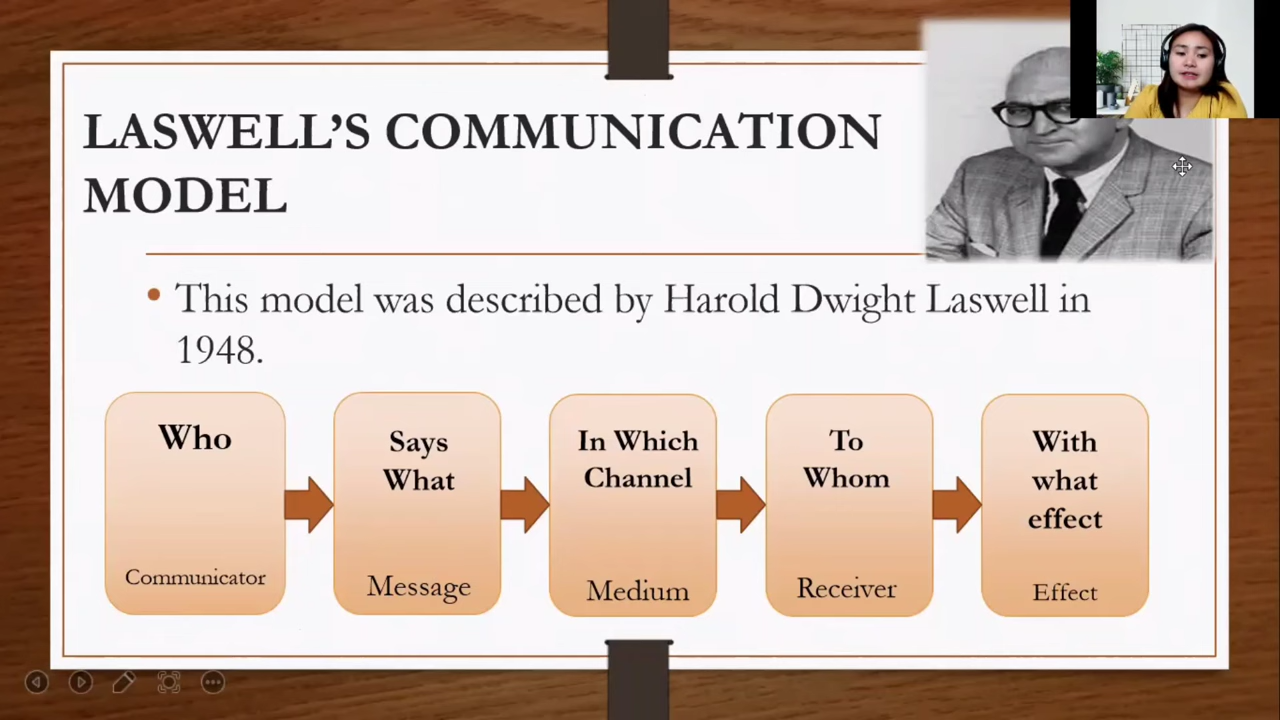 LASWELL’S COMMUNICATION
MODEL
• This model was described by Harold Dwight Laswell in
1948.
Who
Communicator
Says
What
Message
In Which
Channel
Medium
To
Whom
Receiver
With
what
effect
Effect